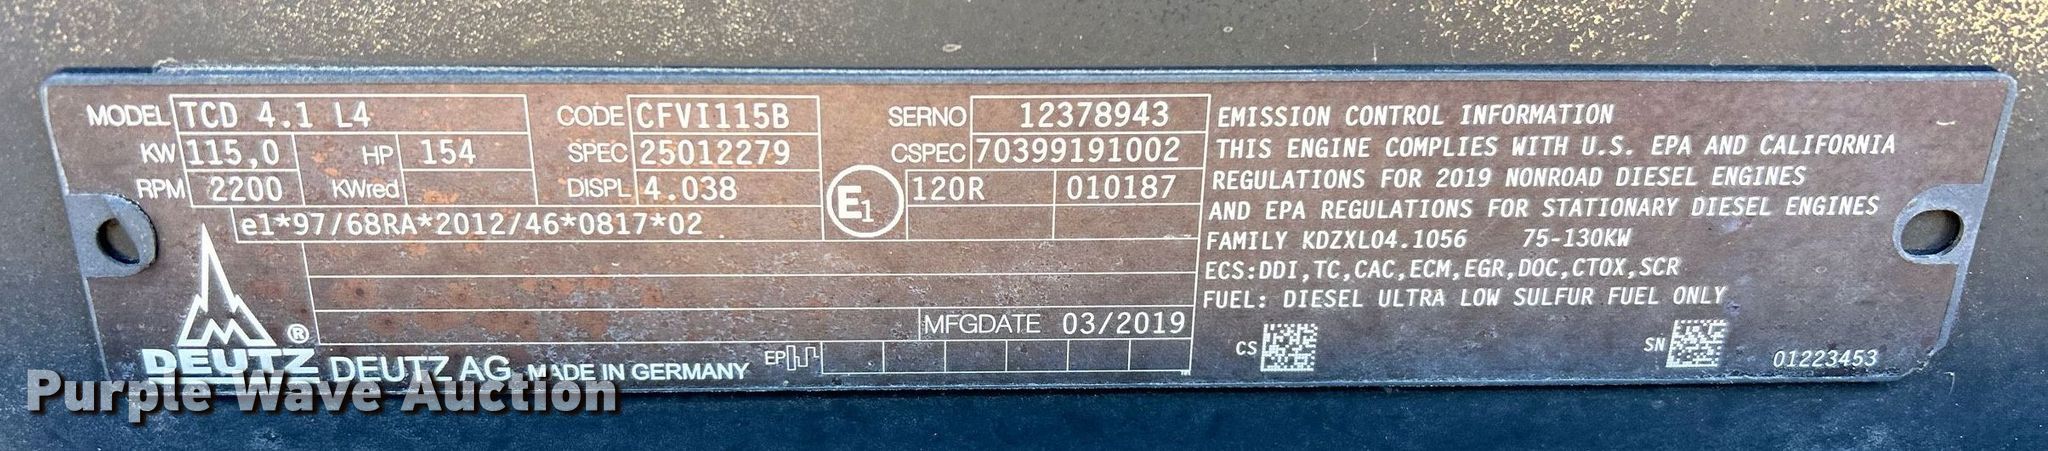 MODEL TCD 4.1 L4 CODE CFVI115B SERNO 12378943
KW 115,0 HP 154 SPEC 25012279 CSPEC 70399191002
RPM 2200 KWred DISPL 4.038 E1 120R 010187
e1*97/68RA*2012/46*0817*02
MFGDATE 03/2019
DEUTZ ® DEUTZ AG MADE IN GERMANY EP
EMISSION CONTROL INFORMATION
THIS ENGINE COMPLIES WITH U.S. EPA AND CALIFORNIA
REGULATIONS FOR 2019 NONROAD DIESEL ENGINES
AND EPA REGULATIONS FOR STATIONARY DIESEL ENGINES
FAMILY KDZXL04.1056 75-130KW
ECS:DDI,TC,CAC,ECM,EGR,DOC,CTOX,SCR
FUEL: DIESEL ULTRA LOW SULFUR FUEL ONLY
CS SN 01223453
Purple Wave Auction